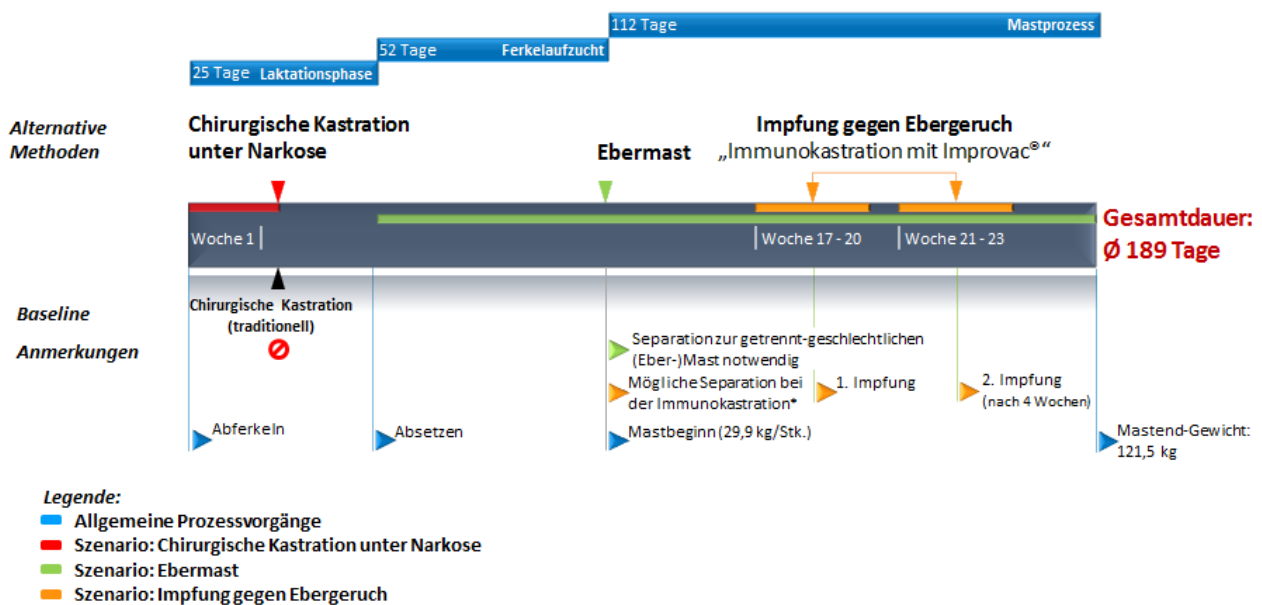 112 Tage Mastprozess
52 Tage Ferkelaufzucht
25 Tage Laktationsphase
Alternative
Methoden
Chirurgische Kastration
unter Narkose
Ebermast
Impfung gegen Ebergeruch
„Immunokastration mit Improvac®“
Woche 1
Woche 17 - 20
Woche 21 - 23
Gesamtdauer:
Ø 189 Tage
Baseline
Chirurgische Kastration
(traditionell)
Anmerkungen
Separation zur getrennt-geschlechtlichen
(Eber-)Mast notwendig
Mögliche Separation bei
der Immunokastration*
1. Impfung
2. Impfung
(nach 4 Wochen)
Abferkeln
Absetzen
Mastbeginn (29,9 kg/Stk.)
Mastend-Gewicht:
121,5 kg
Legende:
Allgemeine Prozessvorgänge
Szenario: Chirurgische Kastration unter Narkose
Szenario: Ebermast
Szenario: Impfung gegen Ebergeruch